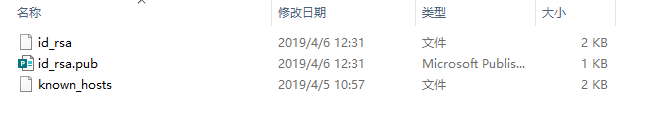 名称 修改日期 类型 大小
id_rsa 2019/4/6 12:31 文件 2 KB
id_rsa.pub 2019/4/6 12:31 Microsoft Publis... 1 KB
known_hosts 2019/4/5 10:57 文件 2 KB